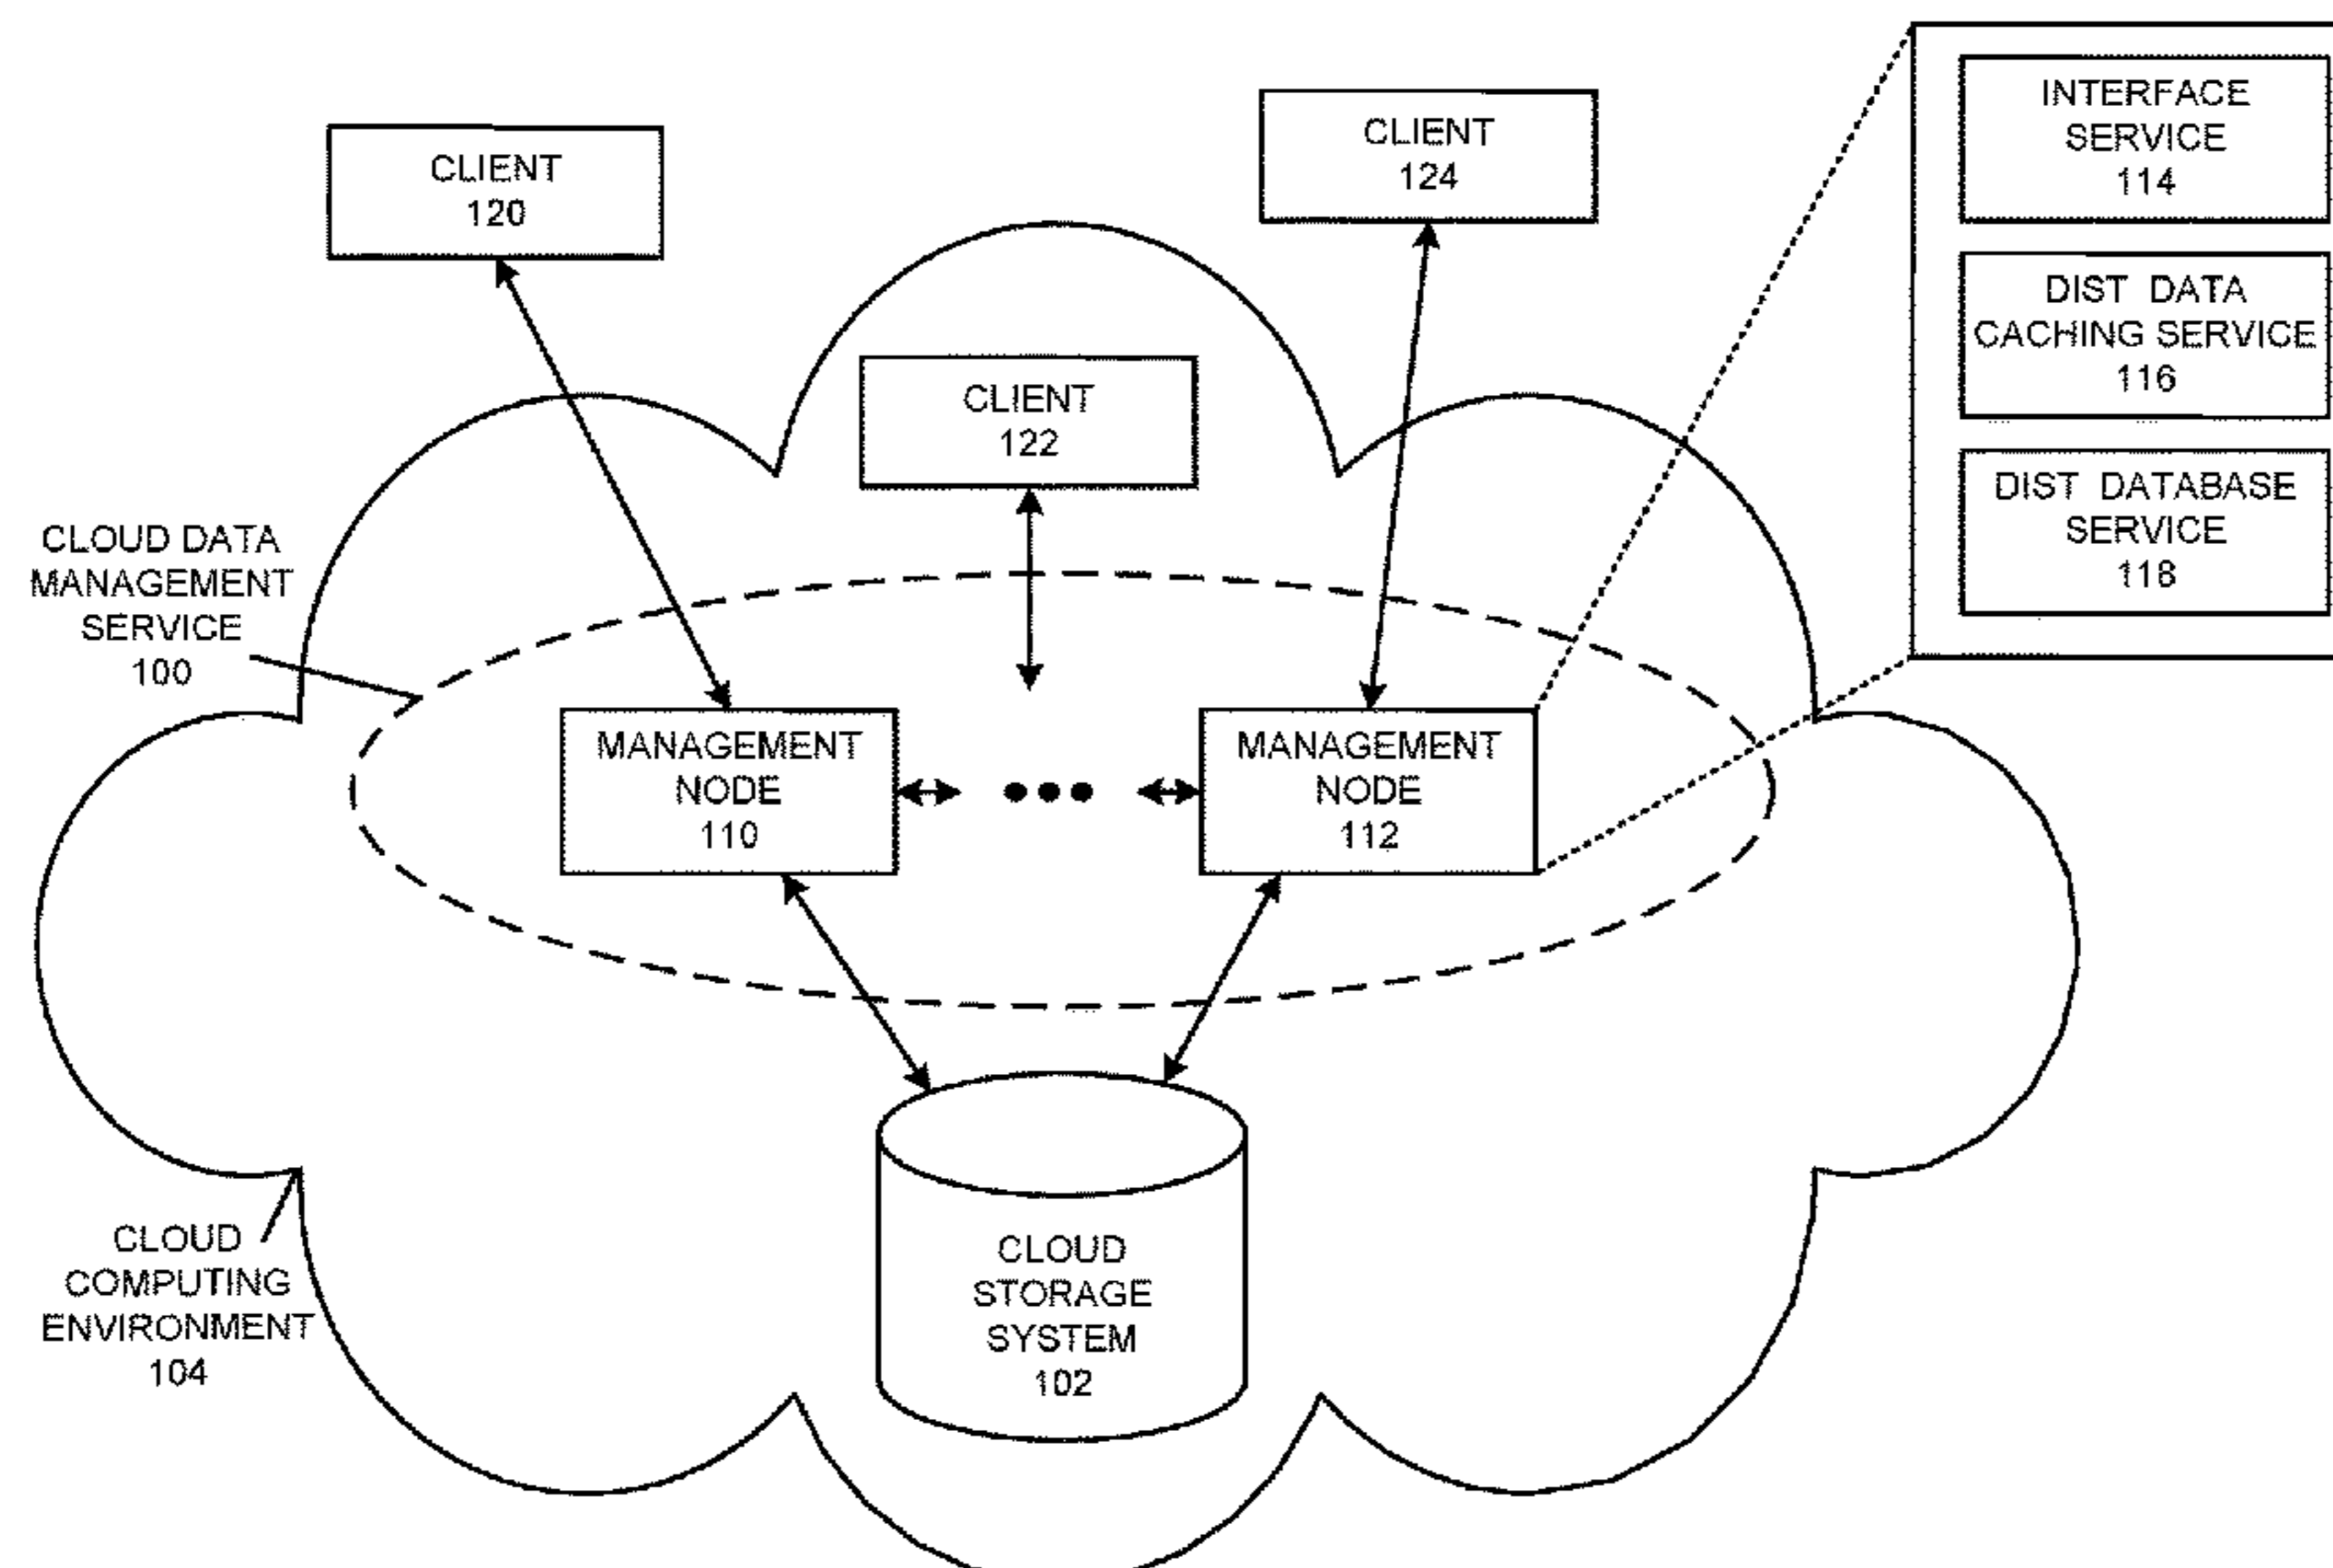 CLIENT
120
CLIENT
124
INTERFACE
SERVICE
114
DIST DATA
CACHING SERVICE
116
DIST DATABASE
SERVICE
118
CLIENT
122
CLOUD DATA
MANAGEMENT
SERVICE
100
MANAGEMENT
NODE
110
MANAGEMENT
NODE
112
CLOUD
COMPUTING
ENVIRONMENT
104
CLOUD
STORAGE
SYSTEM
102